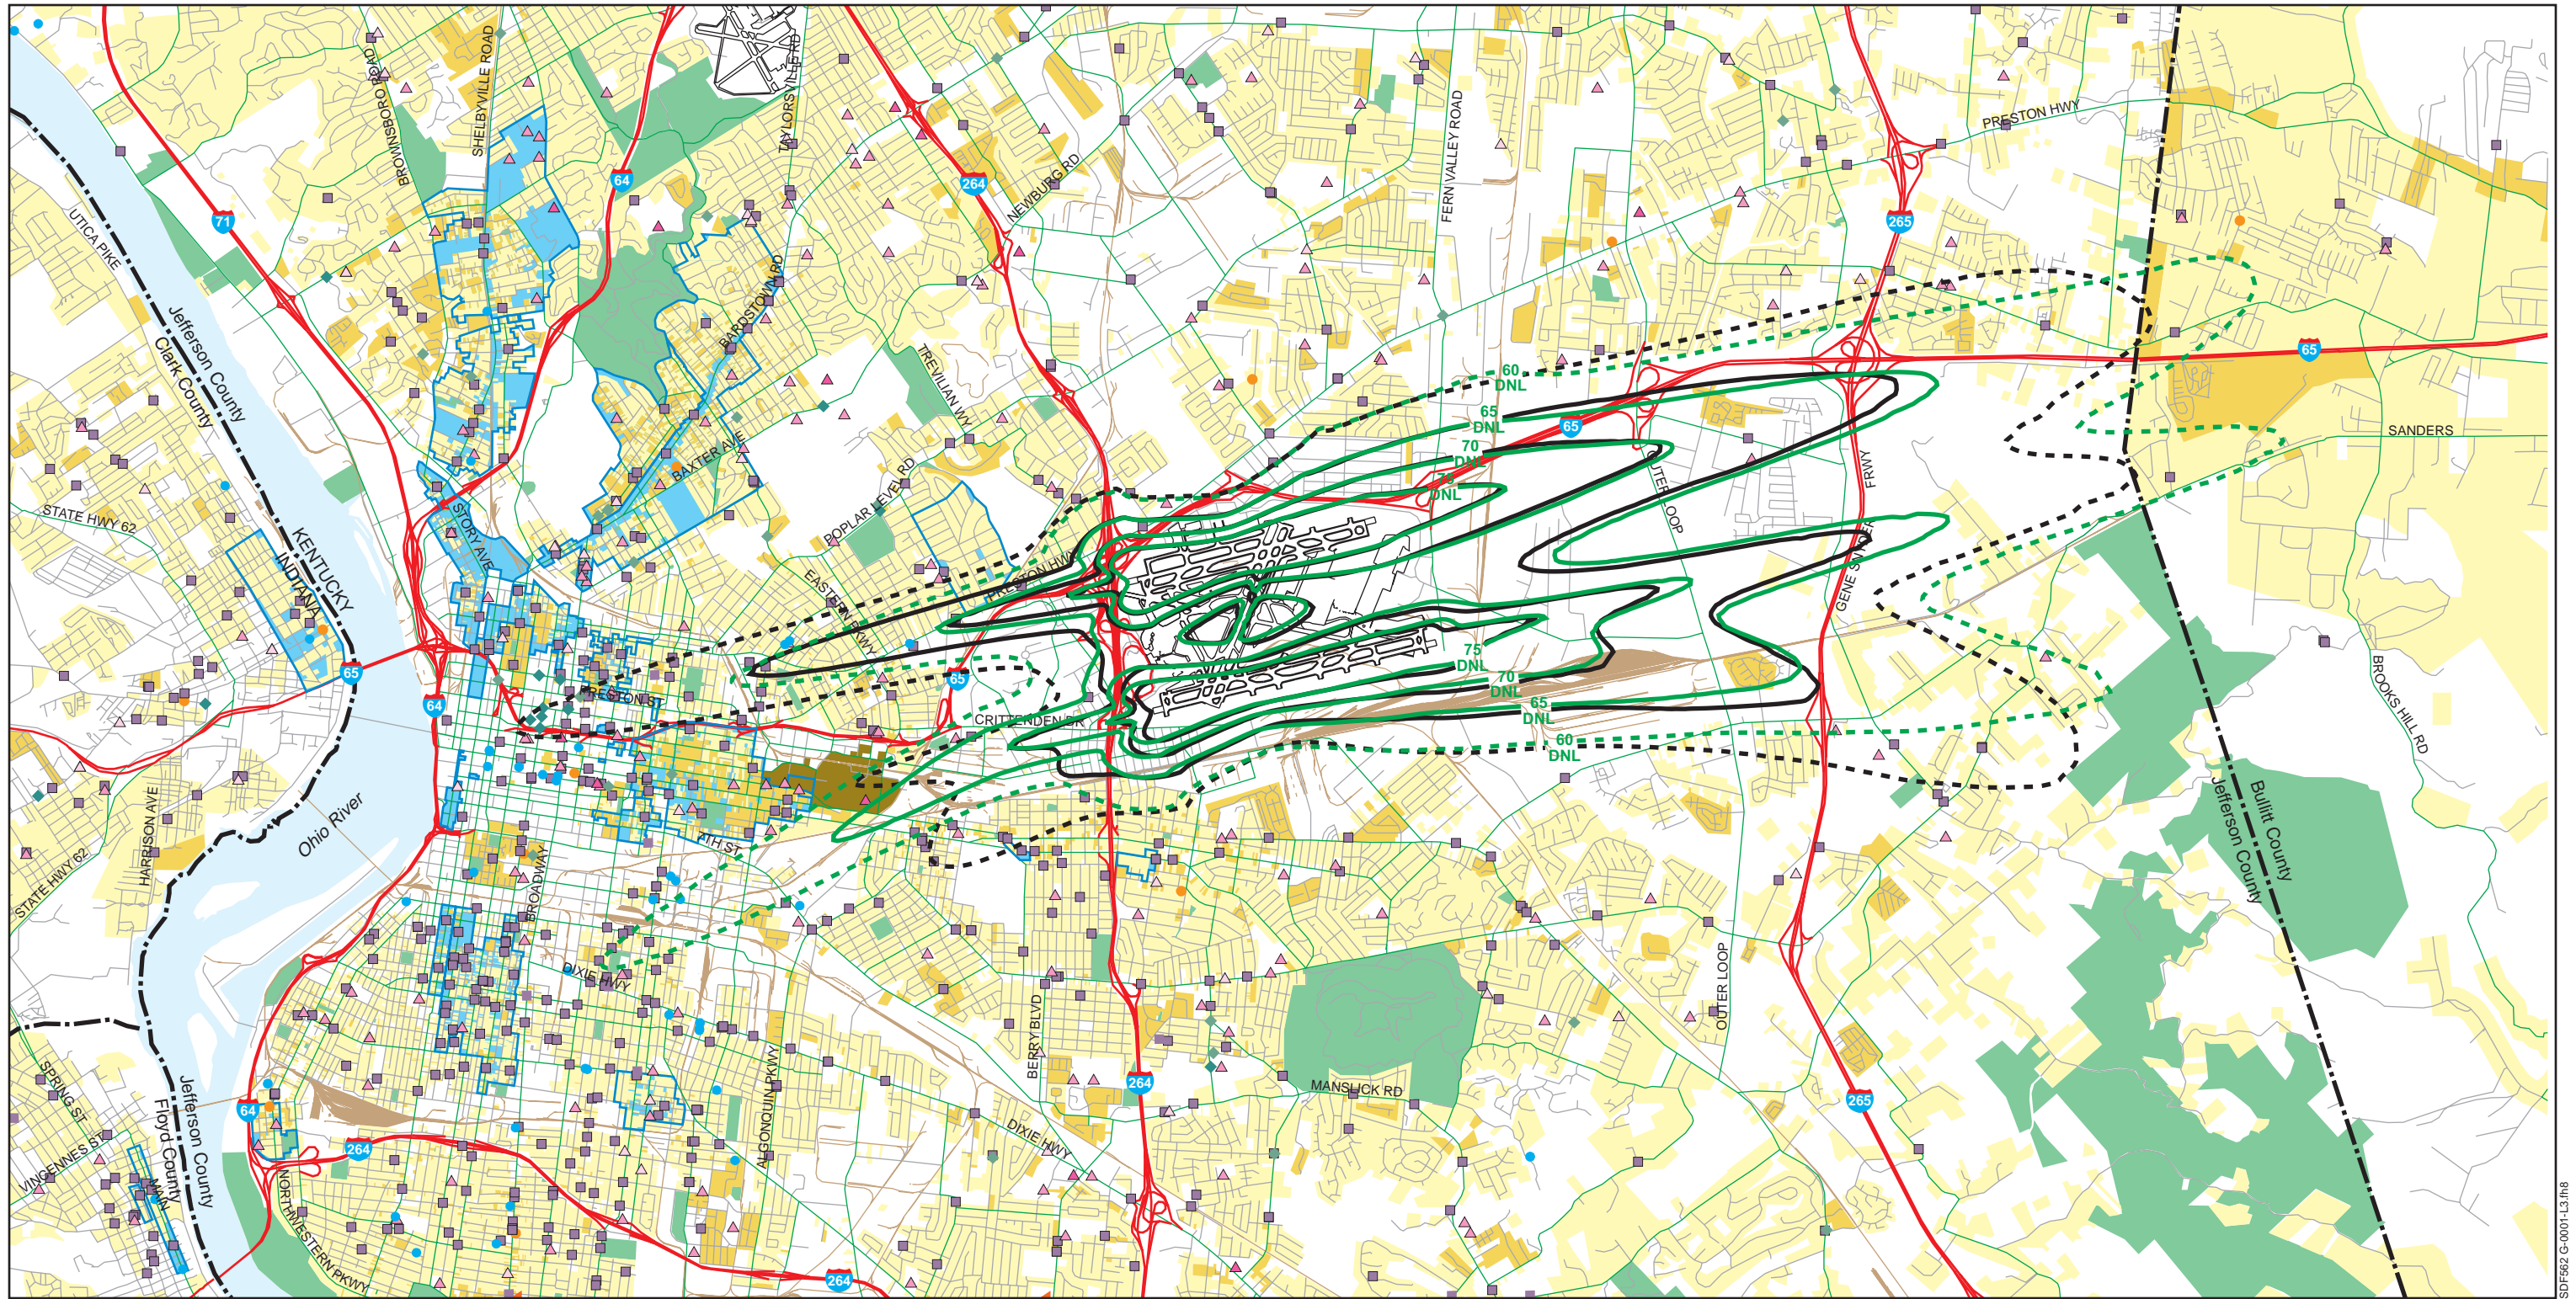 BROWNSBORO ROAD
SHELBYVILLE ROAD
TAYLORSVILLE RD
64
71
264
NEWBURG RD
FERN VALLEY ROAD
PRESTON HWY
265
UTICA PIKE
Jefferson County
Clark County
BARDSTOWN RD
TREVILIAN WY
BAXTER AVE
POPLAR LEVEL RD
60
DNL
65
DNL
70
DNL
75
DNL
65
65
SANDERS
OUTER LOOP
GENE SNYDER
FRWY
STATE HWY 62
KENTUCKY
INDIANA
STORY AVE
EASTERN PKWY
PRESTON HWY
65
64
65
PRESTON ST
CRITTENDEN DR
75
DNL
70
DNL
65
DNL
60
DNL
BROOKS HILL RD
Bullitt County
Jefferson County
HARRISON AVE
Ohio River
STATE HWY 62
BROADWAY
4TH ST
DIXIE HWY
OUTER LOOP
BERRY BLVD
ALGONQUIN PKWY
264
MANSLICK RD
DIXIE HWY
265
SPRING ST
VINCENNES ST
MAIN
Floyd County
Jefferson County
64
264
NORTHWESTERN PKWY
264
SDF562 G-0001-L3.fh8